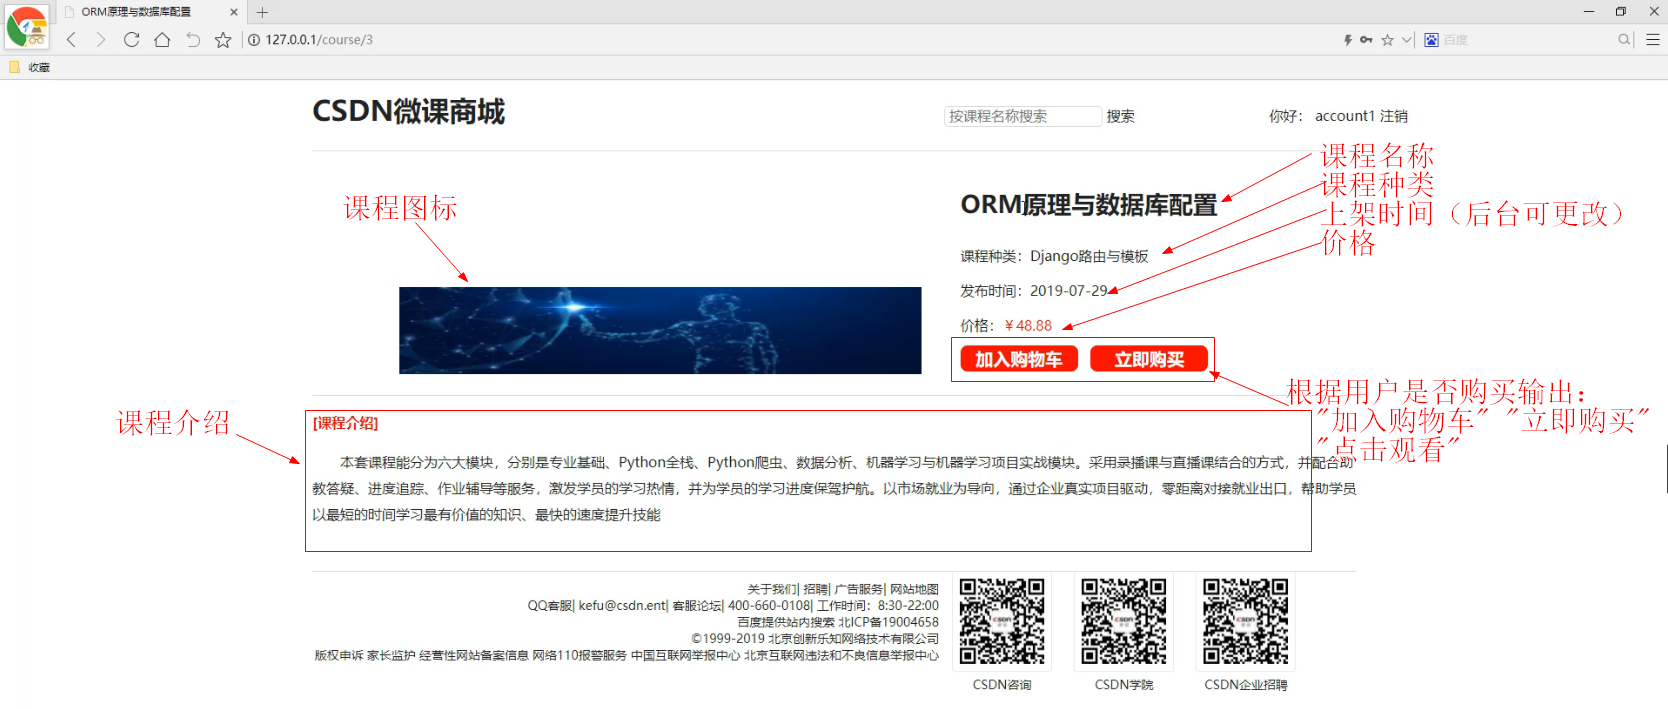 ORM原理与数据库配置
127.0.0.1/course/3
百度
收藏
CSDN微课商城
按课程名称搜索 搜索
你好： account1 注销
课程名称
课程种类
上架时间（后台可更改）
价格
课程图标
ORM原理与数据库配置
课程种类：Django路由与模板
发布时间：2019-07-29
价格：￥48.88
加入购物车 立即购买
根据用户是否购买输出：
"加入购物车" "立即购买"
"点击观看"
课程介绍
[课程介绍]
本套课程能分为六大模块，分别是专业基础、Python全栈、Python爬虫、数据分析、机器学习与机器学习项目实战模块。采用录播课与直播课结合的方式，并配合助
教答疑、进度追踪、作业辅导等服务，激发学员的学习热情，并为学员的学习进度保驾护航。以市场就业为导向，通过企业真实项目驱动，零距离对接就业出口，帮助学员
以最短的时间学习最有价值的知识、最快的速度提升技能
关于我们| 招聘| 广告服务| 网站地图
QQ客服| kefu@csdn.ent| 客服论坛| 400-660-0108| 工作时间：8:30-22:00
百度提供站内搜索 北ICP备19004658
©1999-2019 北京创新乐知网络技术有限公司
版权申诉 家长监护 经营性网站备案信息 网络110报警服务 中国互联网举报中心 北京互联网违法和不良信息举报中心
CSDN咨询
CSDN学院
CSDN企业招聘